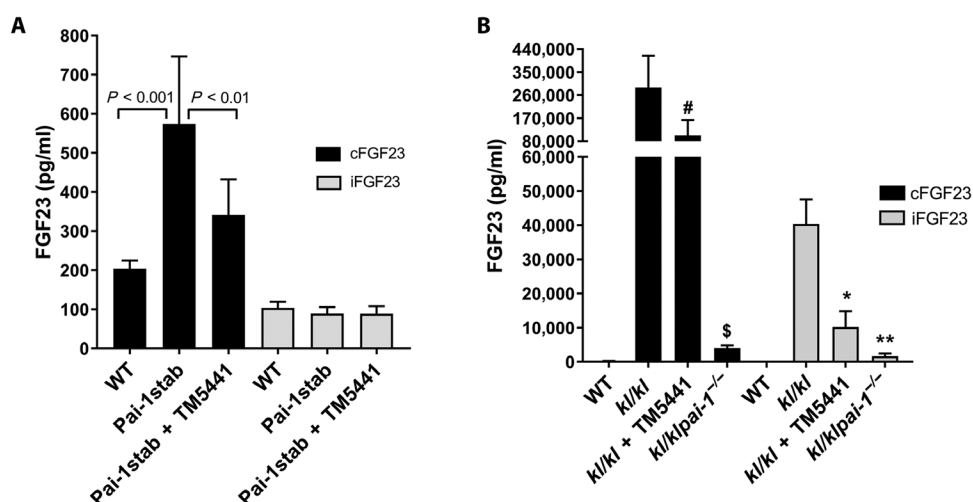 A
FGF23 (pg/ml)
800
700
600
500
400
300
200
100
0
P < 0.001
P < 0.01
cFGF23
iFGF23
WT
Pai-1stab
Pai-1stab + TM5441
WT
Pai-1stab
Pai-1stab + TM5441
B
FGF23 (pg/ml)
440,000
350,000
260,000
170,000
80,000
60,000
50,000
40,000
30,000
20,000
10,000
0
#
$
*
**
cFGF23
iFGF23
WT
kl/kl
kl/kl + TM5441
kl/klpai-1⁻/⁻
WT
kl/kl
kl/kl + TM5441
kl/klpai-1⁻/⁻